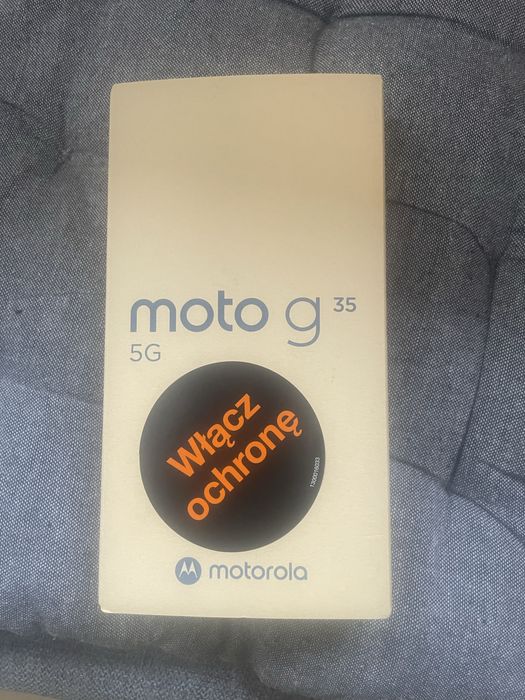 moto g 35
5G
Włącz
ochronę
motorola